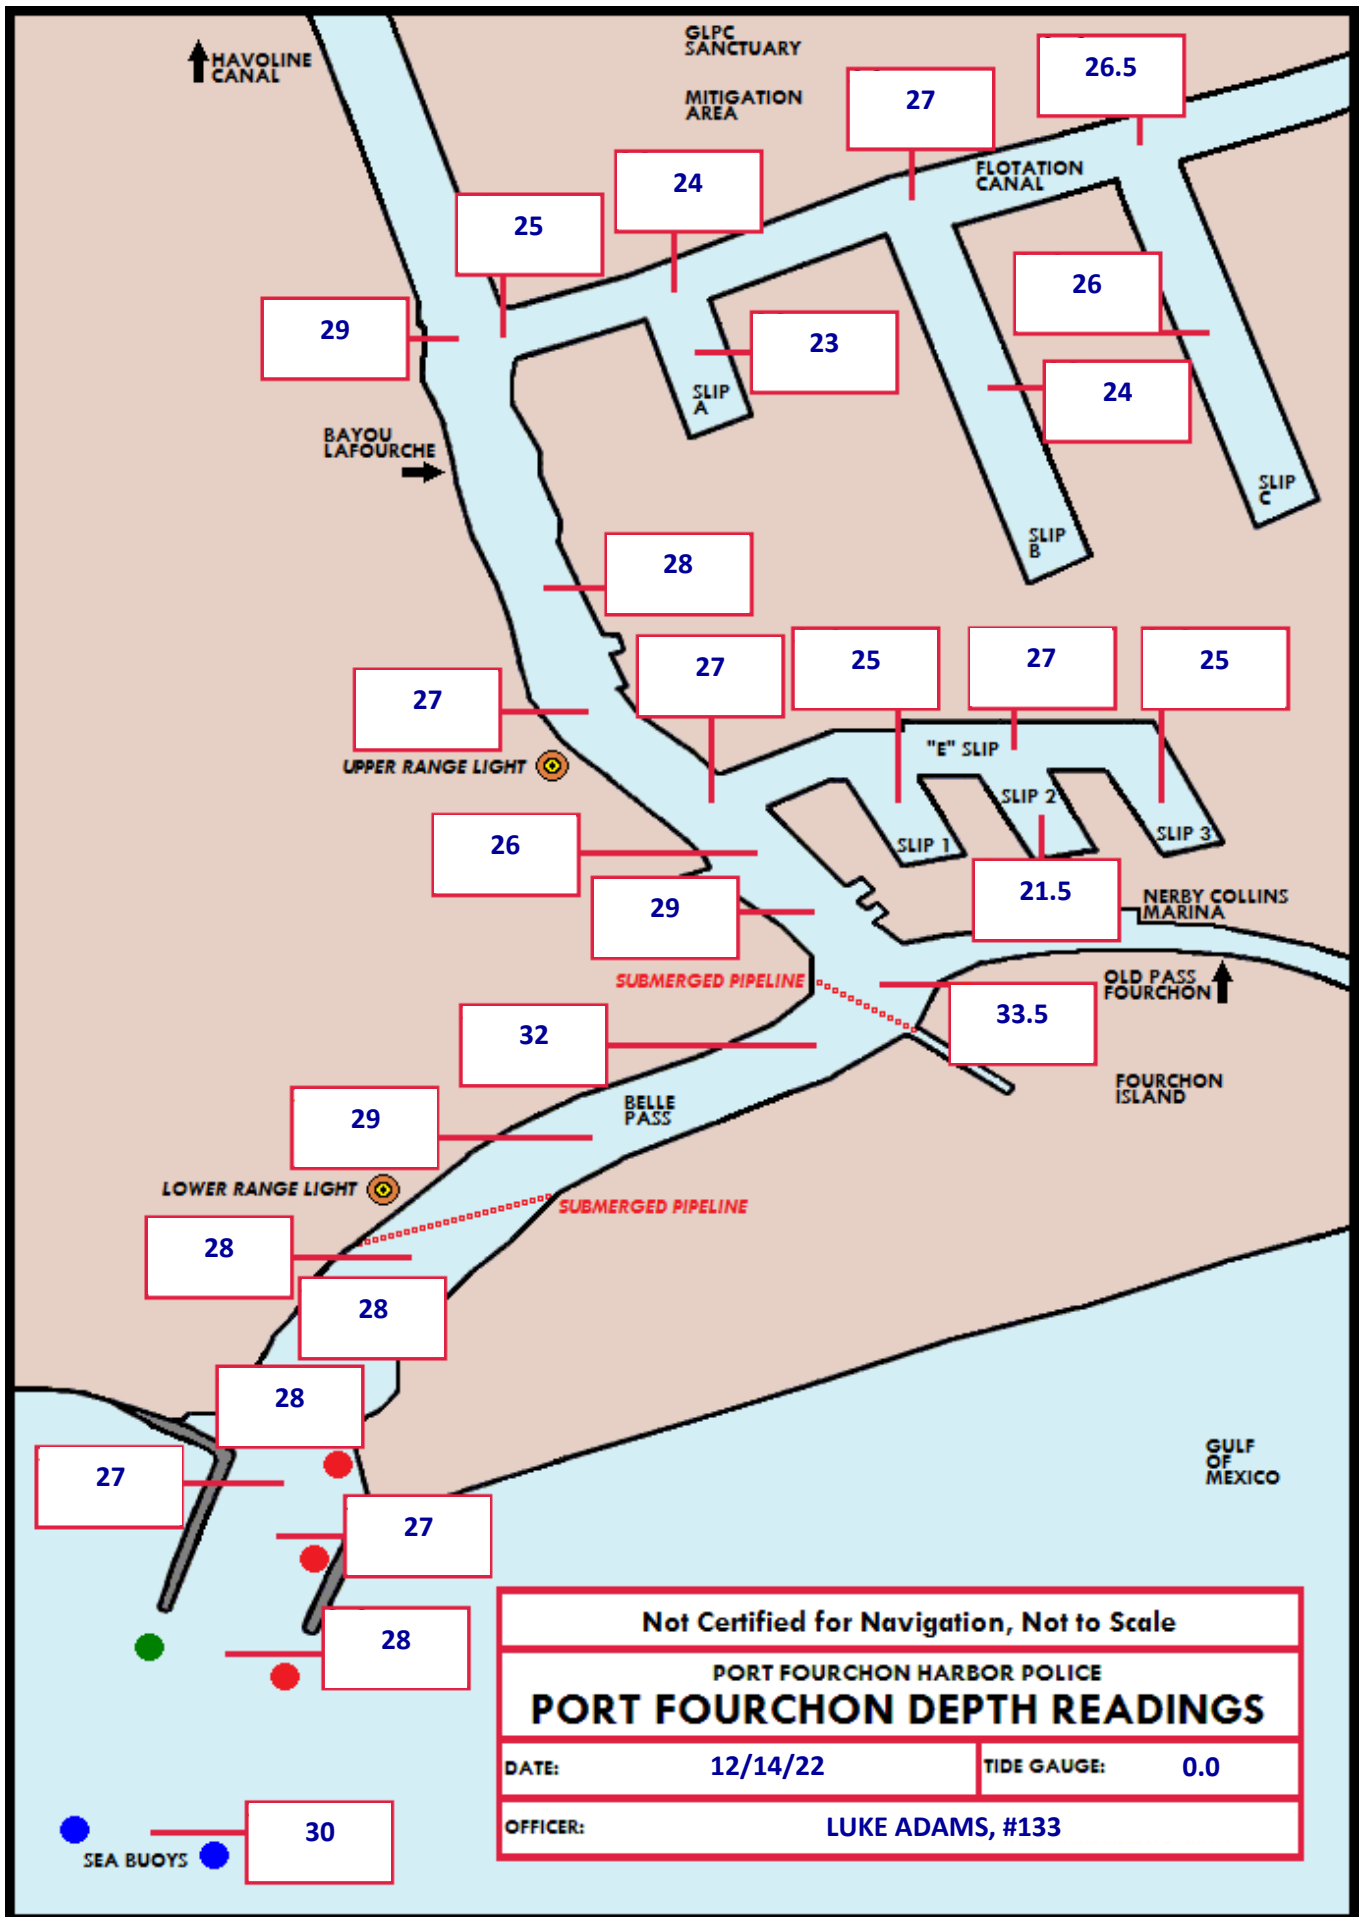 GLPC
SANCTUARY
HAVOLINE
CANAL
26.5
MITIGATION
AREA
27
FLOTATION
CANAL
24
25
26
29
23
24
SLIP
A
BAYOU
LAFOURCHE
SLIP
C
SLIP
B
28
27
25
27
25
27
"E" SLIP
UPPER RANGE LIGHT
SLIP 2
SLIP 1
SLIP 3
26
21.5
29
NERBY COLLINS
MARINA
SUBMERGED PIPELINE
OLD PASS
FOURCHON
33.5
32
FOURCHON
ISLAND
BELLE
PASS
29
LOWER RANGE LIGHT
SUBMERGED PIPELINE
28
28
28
GULF
OF
MEXICO
27
27
28
Not Certified for Navigation, Not to Scale
PORT FOURCHON HARBOR POLICE
PORT FOURCHON DEPTH READINGS
DATE: 12/14/22 TIDE GAUGE: 0.0
OFFICER: LUKE ADAMS, #133
30
SEA BUOYS